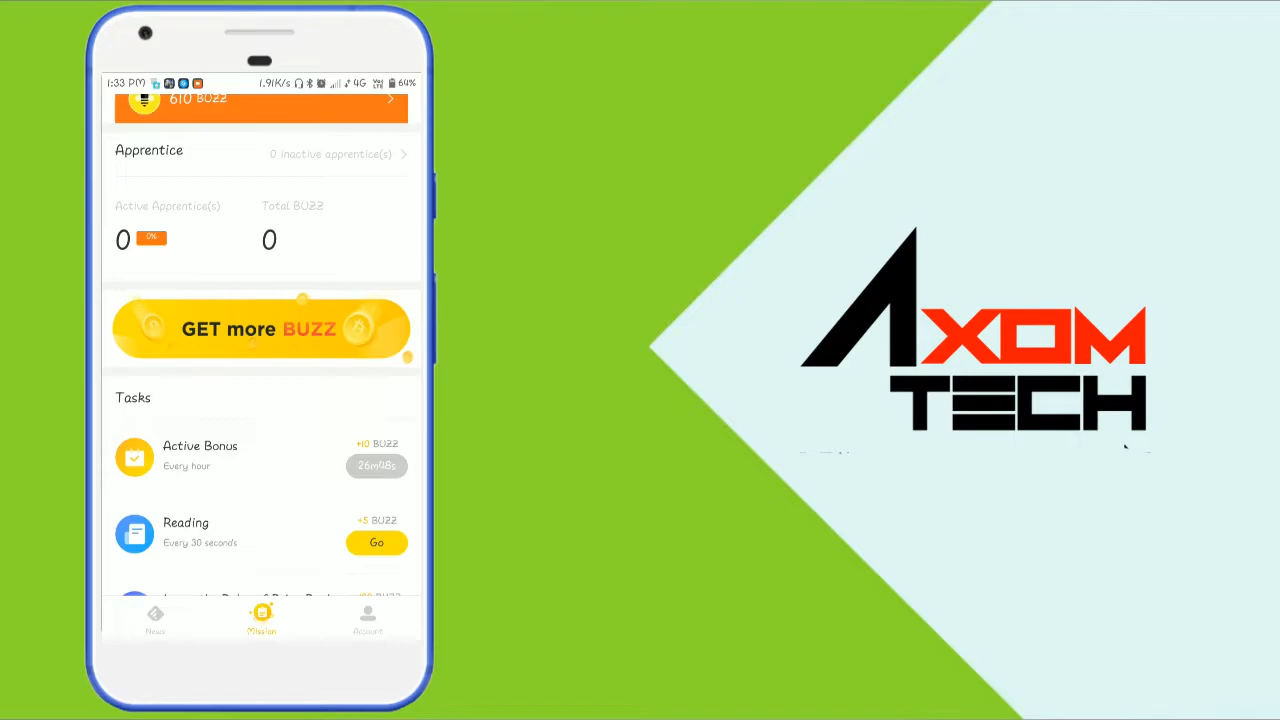 1:33 PM 1.91K/s 4G 64%
610 BUZZ
Apprentice
0 inactive apprentice(s)
Active Apprentice(s) Total BUZZ
0 0% 0
GET more BUZZ
Tasks
Active Bonus +10 BUZZ
Every hour 26m48s
Reading +5 BUZZ
Every 30 seconds Go
News Mission Account
AXOM
TECH